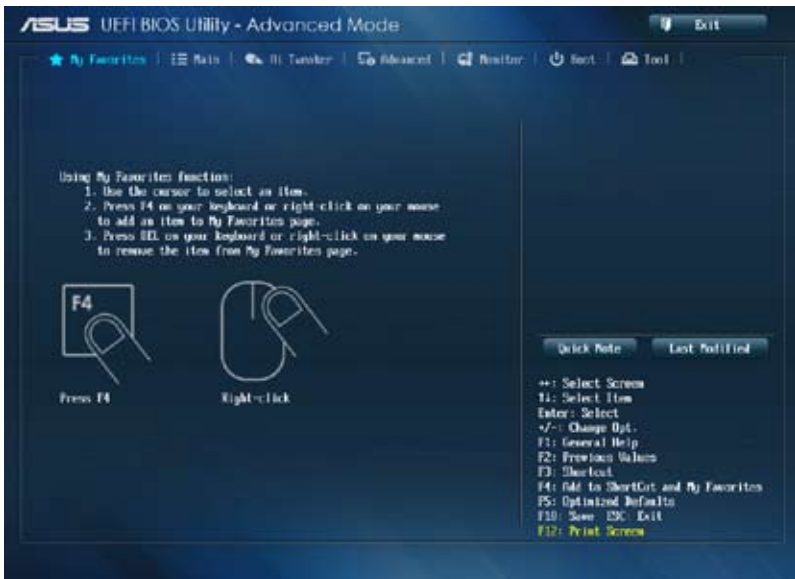 ASUS UEFI BIOS Utility - Advanced Mode
Exit
My Favorites Main Ai Tweaker Advanced Monitor Boot Tool
Using My Favorites function:
1. Use the cursor to select an item.
2. Press F4 on your keyboard or right-click on your mouse
to add an item to My Favorites page.
3. Press DEL on your keyboard or right-click on your mouse
to remove the item from My Favorites page.
F4
Press F4
Right-click
Quick Note
Last Modified
→←: Select Screen
↑↓: Select Item
Enter: Select
+/-: Change Opt.
F1: General Help
F2: Previous Values
F3: Shortcut
F4: Add to ShortCut and My Favorites
F5: Optimized Defaults
F10: Save ESC: Exit
F12: Print Screen